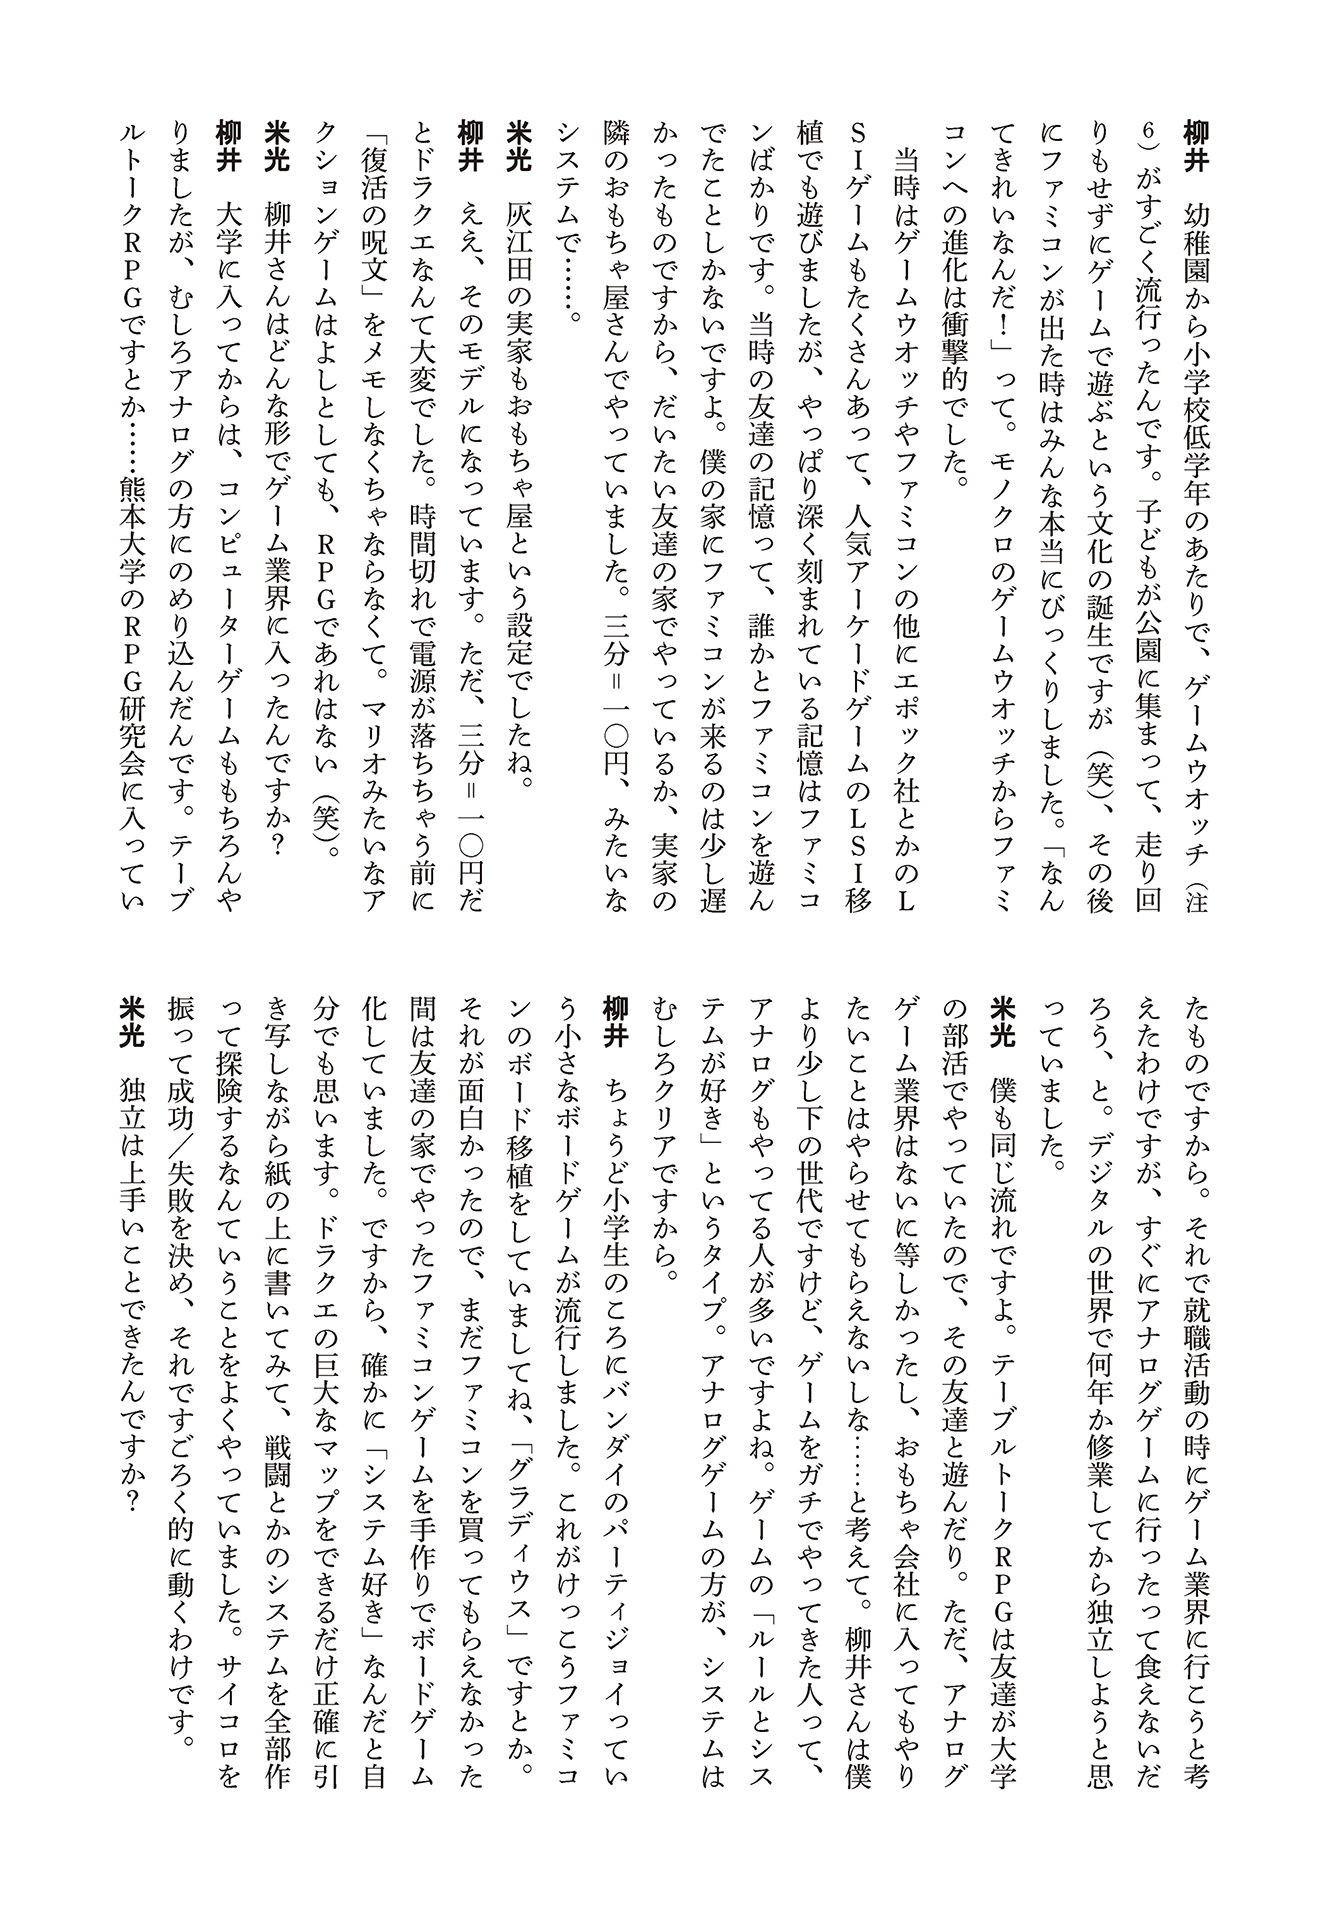 柳井　幼稚園から小学校低学年のあたりで、ゲームウオッチ（注
6）がすごく流行ったんです。子どもが公園に集まって、走り回
りもせずにゲームで遊ぶという文化の誕生ですが（笑）、その後
にファミコンが出た時はみんな本当にびっくりしました。「なん
てきれいなんだ！」って。モノクロのゲームウオッチからファミ
コンへの進化は衝撃的でした。
　当時はゲームウオッチやファミコンの他にエポック社とかのL
SIゲームもたくさんあって、人気アーケードゲームのLSI移
植でも遊びましたが、やっぱり深く刻まれている記憶はファミコ
ンばかりです。当時の友達の記憶って、誰かとファミコンを遊ん
でたことしかないですよ。僕の家にファミコンが来るのは少し遅
かったものですから、だいたい友達の家でやっているか、実家の
隣のおもちゃ屋さんでやっていました。三分＝一〇円、みたいな
システムで……。
米光　灰江田の実家もおもちゃ屋という設定でしたね。
柳井　ええ、そのモデルになっています。ただ、三分＝一〇円だ
とドラクエなんて大変でした。時間切れで電源が落ちちゃう前に
「復活の呪文」をメモしなくちゃならなくて。マリオみたいなア
クションゲームはよしとしても、RPGであれはない（笑）。
米光　柳井さんはどんな形でゲーム業界に入ったんですか？
柳井　大学に入ってからは、コンピューターゲームももちろんや
りましたが、むしろアナログの方にのめり込んだんです。テーブ
ルトークRPGですとか……熊本大学のRPG研究会に入ってい
たものですから。それで就職活動の時にゲーム業界に行こうと考
えたわけですが、すぐにアナログゲームに行ったって食えないだ
ろう、と。デジタルの世界で何年か修業してから独立しようと思
っていました。
米光　僕も同じ流れですよ。テーブルトークRPGは友達が大学
の部活でやっていたので、その友達と遊んだり。ただ、アナログ
ゲーム業界はないに等しかったし、おもちゃ会社に入ってもやり
たいことはやらせてもらえないしな……と考えて。柳井さんは僕
より少し下の世代ですけど、ゲームをガチでやってきた人って、
アナログもやってる人が多いですよね。ゲームの「ルールとシス
テムが好き」というタイプ。アナログゲームの方が、システムは
むしろクリアですから。
柳井　ちょうど小学生のころにバンダイのパーティジョイってい
う小さなボードゲームが流行しました。これがけっこうファミコ
ンのボード移植をしていましてね、「グラディウス」ですとか。
それが面白かったので、まだファミコンを買ってもらえなかった
間は友達の家でやったファミコンゲームを手作りでボードゲーム
化していました。ですから、確かに「システム好き」なんだと自
分でも思います。ドラクエの巨大なマップをできるだけ正確に引
き写しながら紙の上に書いてみて、戦闘とかのシステムを全部作
って探険するなんていうことをよくやっていました。サイコロを
振って成功／失敗を決め、それですごろく的に動くわけです。
米光　独立は上手いことできたんですか？